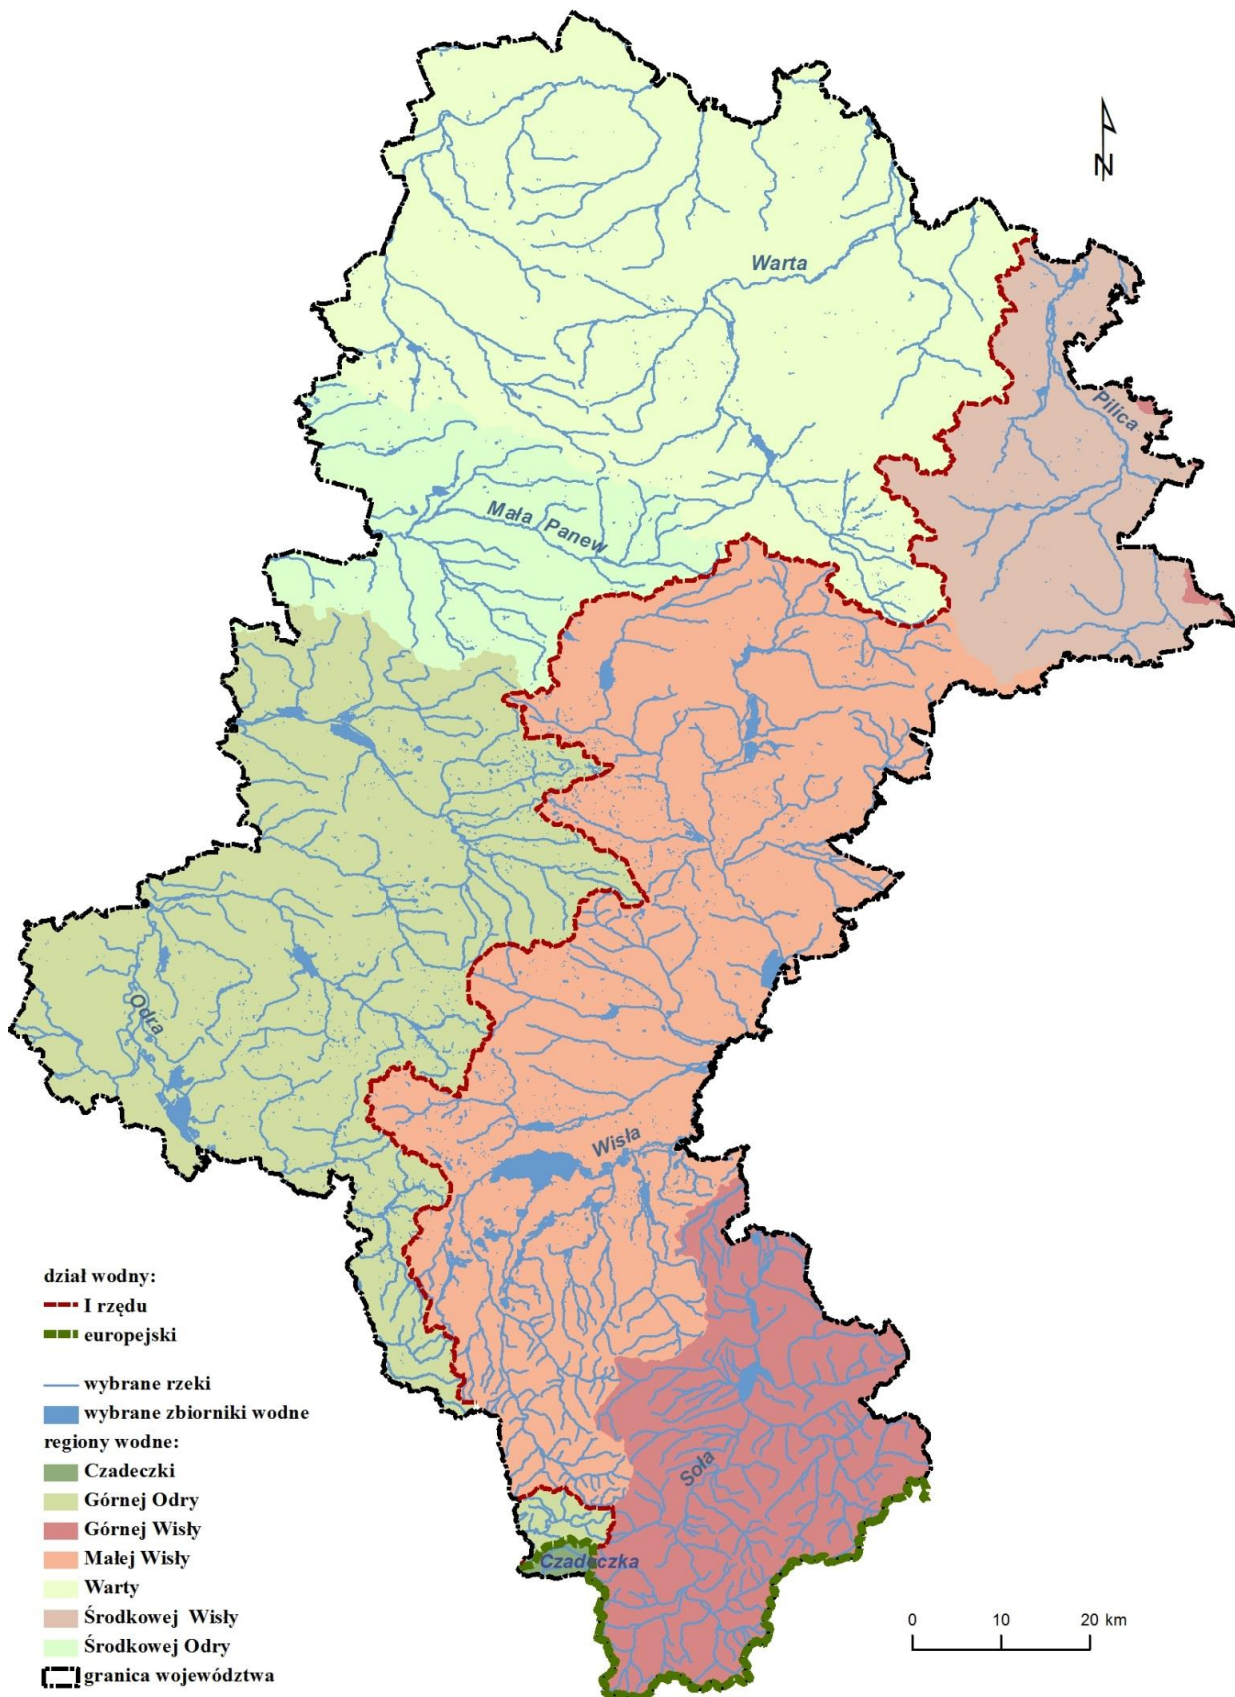 N
Warta
Pilica
Mała Panew
Odra
Wisła
Soła
Czadeczka
dział wodny:
I rzędu
europejski
wybrane rzeki
wybrane zbiorniki wodne
regiony wodne:
Czadeczki
Górnej Odry
Górnej Wisły
Małej Wisły
Warty
Środkowej Wisły
Środkowej Odry
granica województwa
0 10 20 km